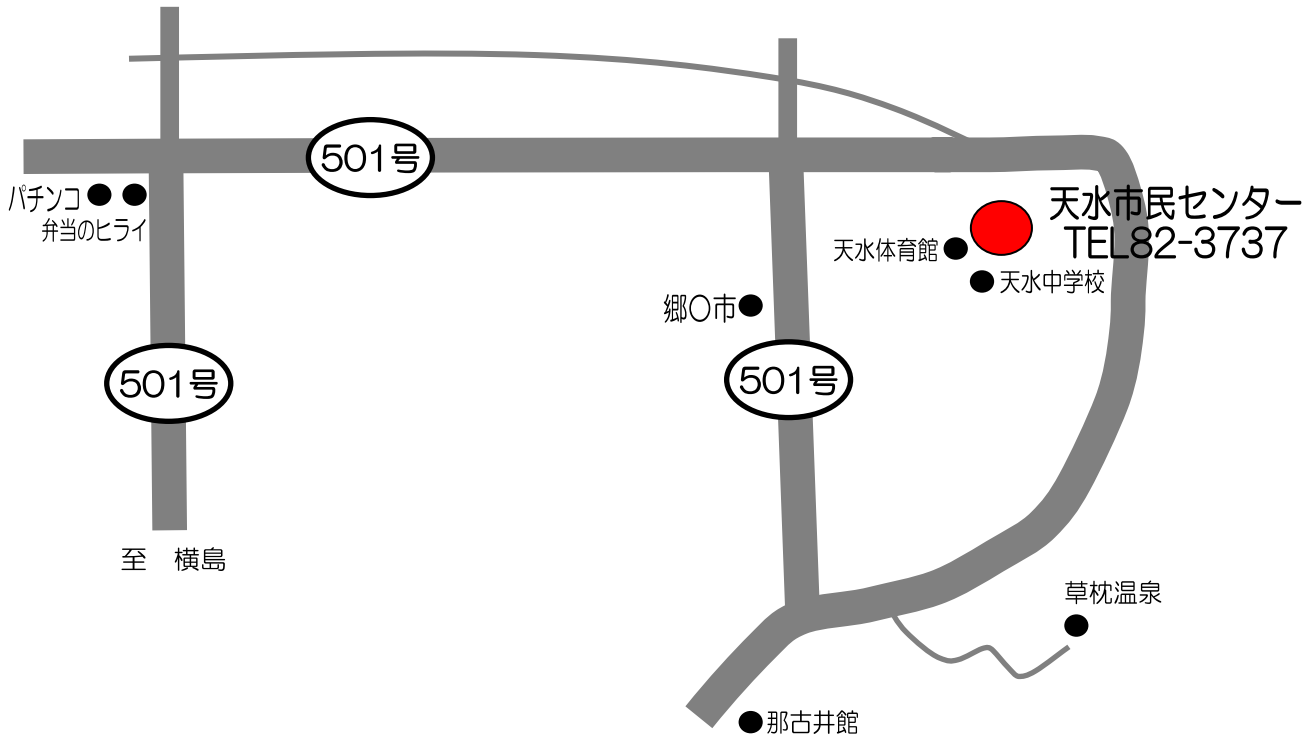 501号
パチンコ
弁当のヒライ
天水市民センター
TEL82-3737
天水体育館
天水中学校
郷〇市
501号
501号
至　横島
草枕温泉
那古井館